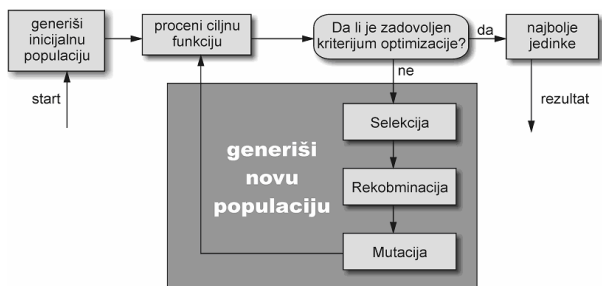 generiši
inicijalnu
populaciju
proceni ciljnu
funkciju
Da li je zadovoljen
kriterijum optimizacije?
da
najbolje
jedinke
start
ne
rezultat
generiši
novu
populaciju
Selekcija
Rekobminacija
Mutacija